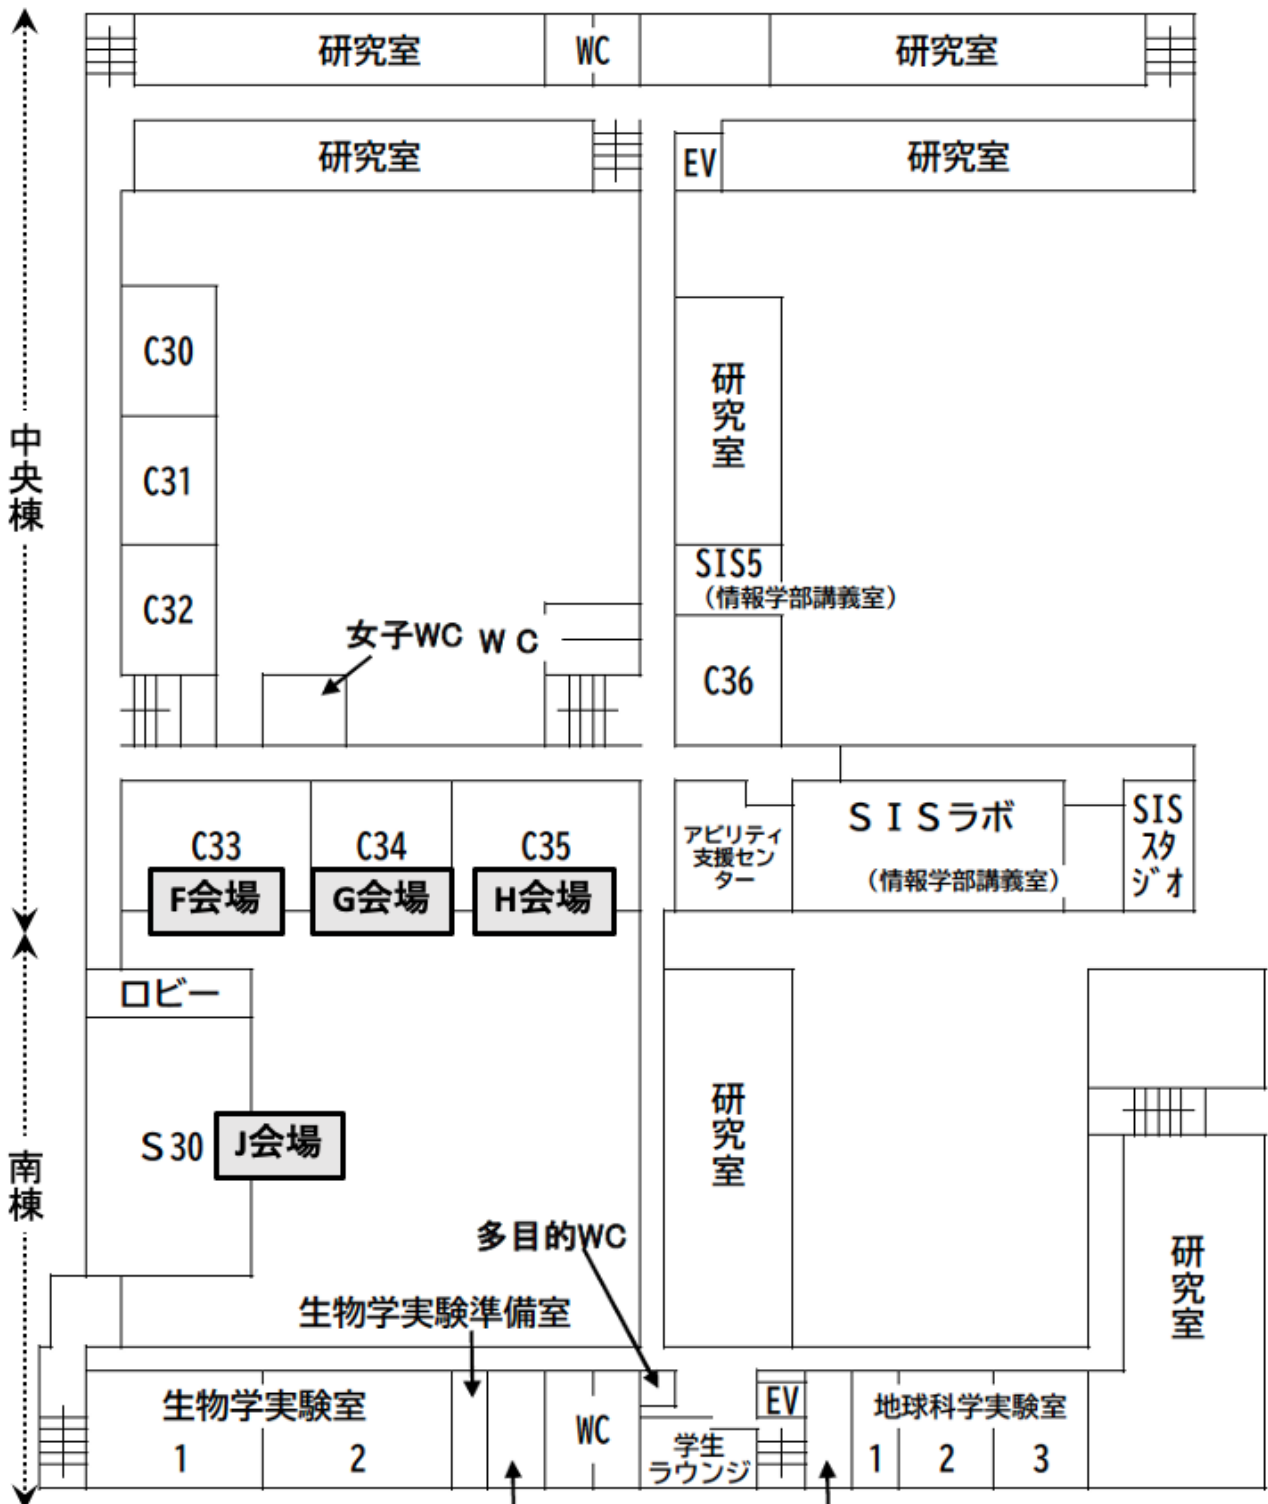 研究室
WC
研究室
研究室
EV
研究室
C30
C31
C32
中央棟
研究室
SIS5
（情報学部講義室）
女子WC
ＷＣ
C36
C33
C34
C35
F会場
G会場
H会場
アビリティ
支援セン
ター
ＳＩＳラボ
（情報学部講義室）
SIS
スタ
ジオ
ロビー
Ｓ30
J会場
南棟
研究室
研究室
多目的WC
生物学実験準備室
生物学実験室
1
2
WC
学生
ラウンジ
EV
地球科学実験室
1
2
3